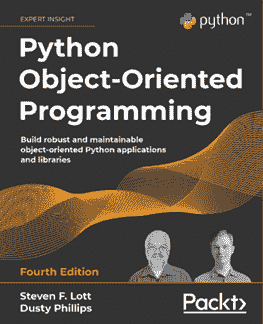 EXPERT INSIGHT
python™
Python
Object-Oriented
Programming
Build robust and maintainable
object-oriented Python applications
and libraries
Fourth Edition
Steven F. Lott
Dusty Phillips
Packt>